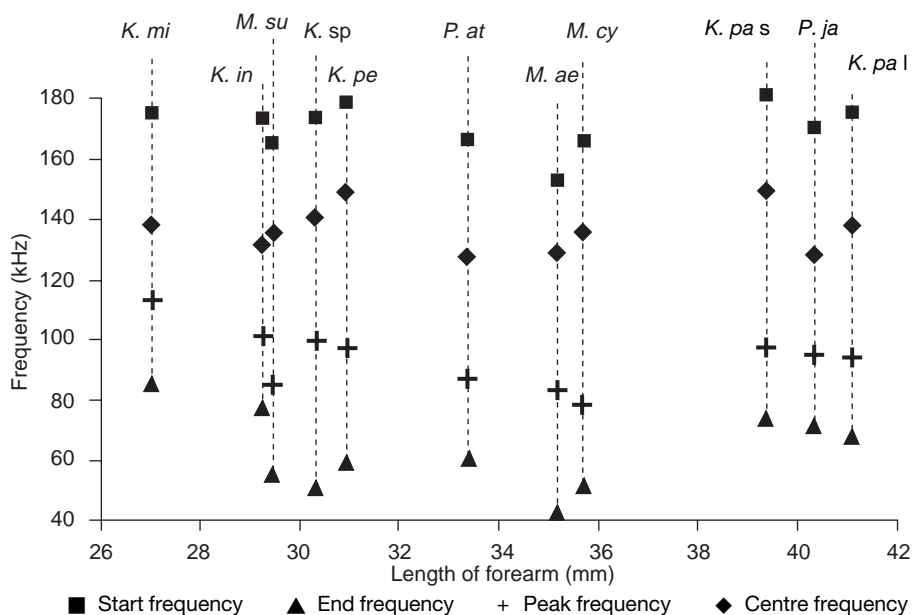 K. mi M. su K. sp P. at M. cy K. pa s P. ja
K. in K. pe M. ae K. pa l
180
160
140
120
100
80
60
40
Frequency (kHz)
26 28 30 32 34 36 38 40 42
Length of forearm (mm)
Start frequency End frequency Peak frequency Centre frequency